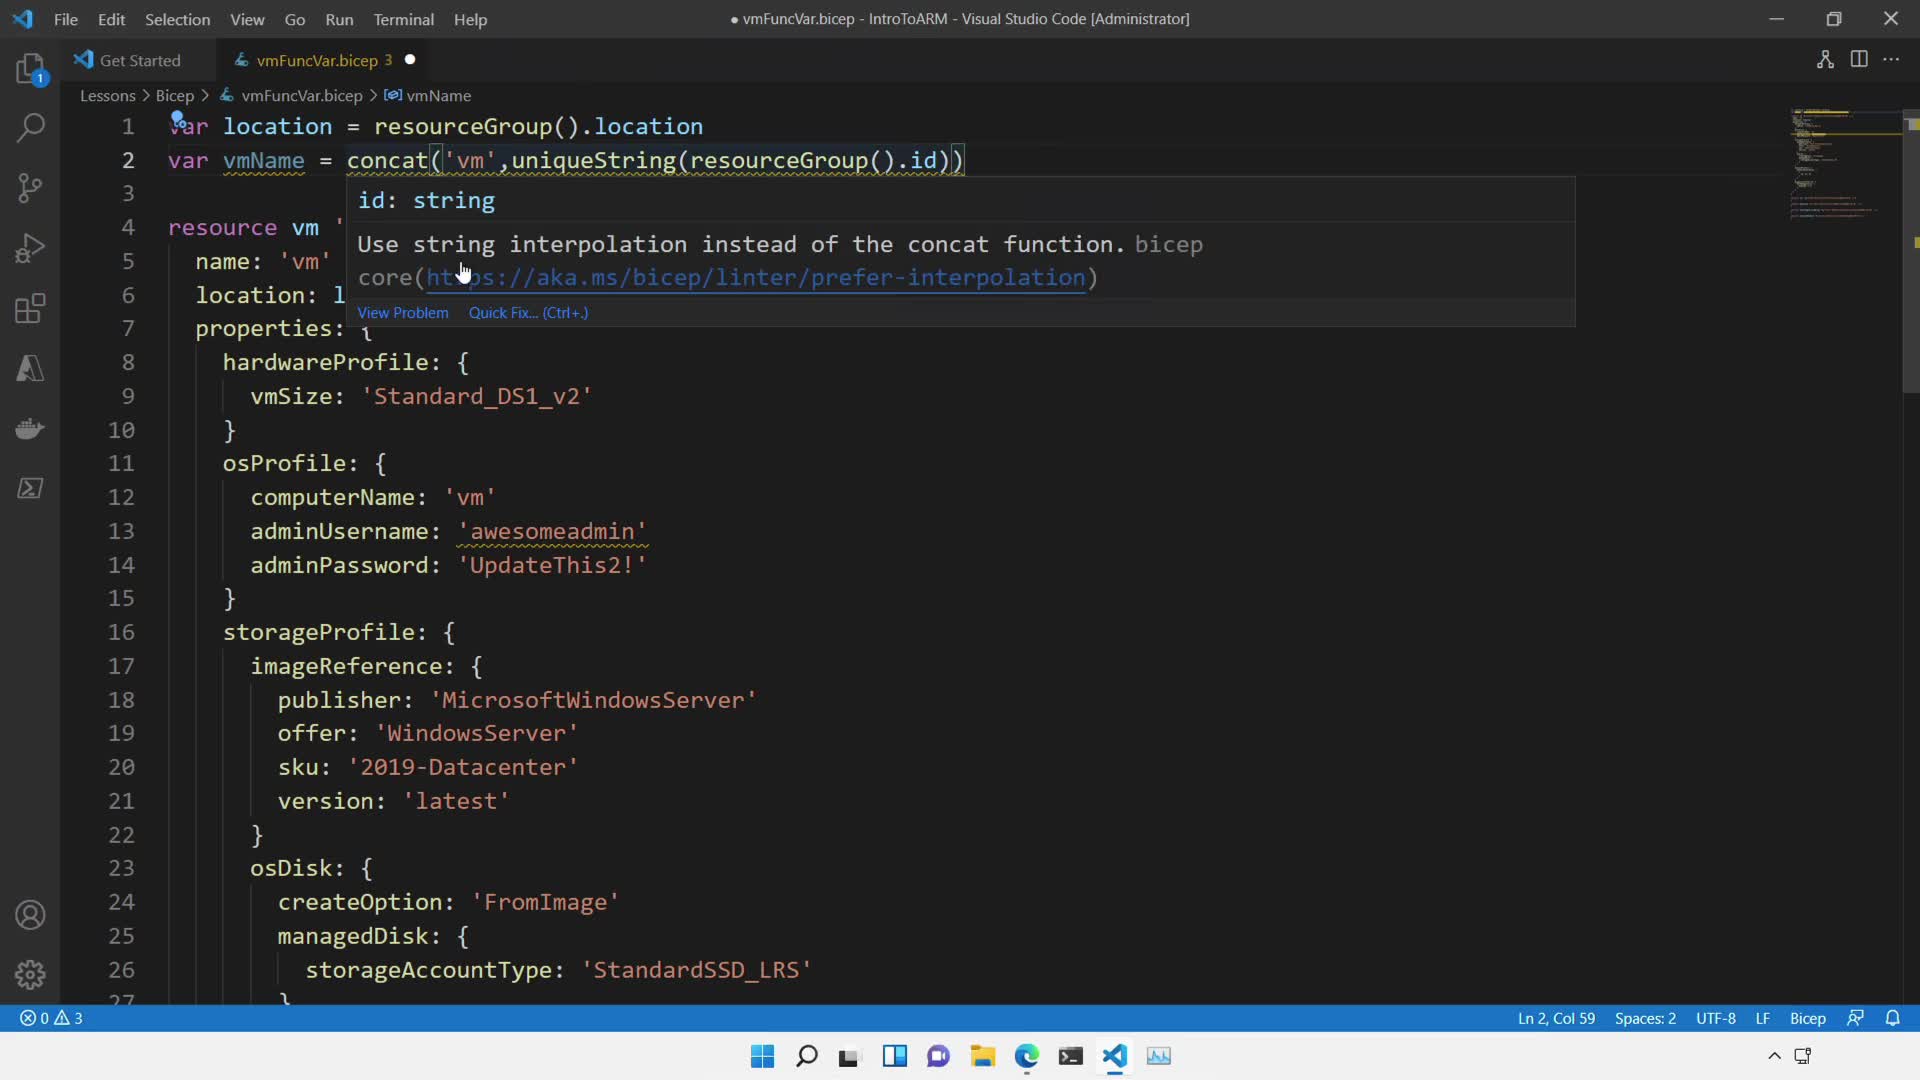 File Edit Selection View Go Run Terminal Help
● vmFuncVar.bicep - IntroToARM - Visual Studio Code [Administrator]
1
Get Started
vmFuncVar.bicep 3
Lessons > Bicep > vmFuncVar.bicep > vmName
1 var location = resourceGroup().location
2 var vmName = concat('vm',uniqueString(resourceGroup().id))
3
id: string
4 resource vm '
Use string interpolation instead of the concat function. bicep
5 name: 'vm'
core(https://aka.ms/bicep/linter/prefer-interpolation)
6 location: l
View Problem Quick Fix... (Ctrl+.)
7 properties: {
8 hardwareProfile: {
9 vmSize: 'Standard_DS1_v2'
10 }
11 osProfile: {
12 computerName: 'vm'
13 adminUsername: 'awesomeadmin'
14 adminPassword: 'UpdateThis2!'
15 }
16 storageProfile: {
17 imageReference: {
18 publisher: 'MicrosoftWindowsServer'
19 offer: 'WindowsServer'
20 sku: '2019-Datacenter'
21 version: 'latest'
22 }
23 osDisk: {
24 createOption: 'FromImage'
25 managedDisk: {
26 storageAccountType: 'StandardSSD_LRS'
27 }
0 3
Ln 2, Col 59 Spaces: 2 UTF-8 LF Bicep